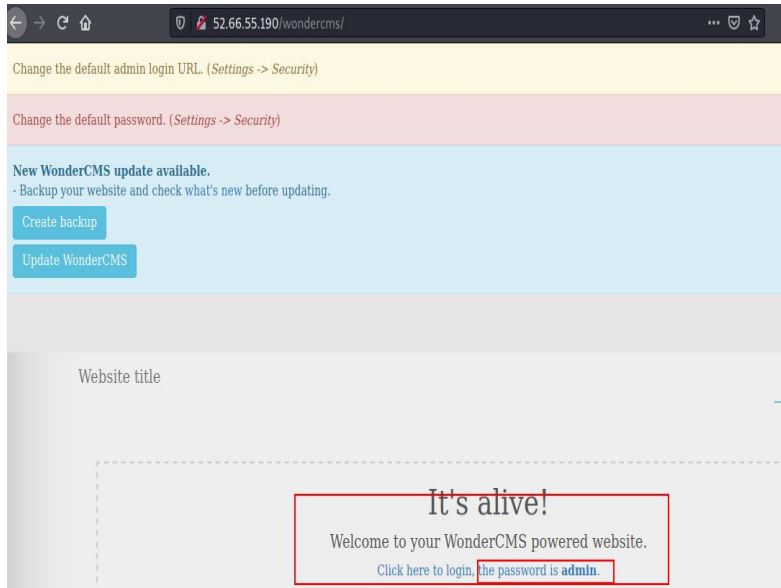 52.66.55.190/wondercms/
Change the default admin login URL. (Settings -> Security)
Change the default password. (Settings -> Security)
New WonderCMS update available.
- Backup your website and check what's new before updating.
Create backup
Update WonderCMS
Website title
It's alive!
Welcome to your WonderCMS powered website.
Click here to login, the password is admin.